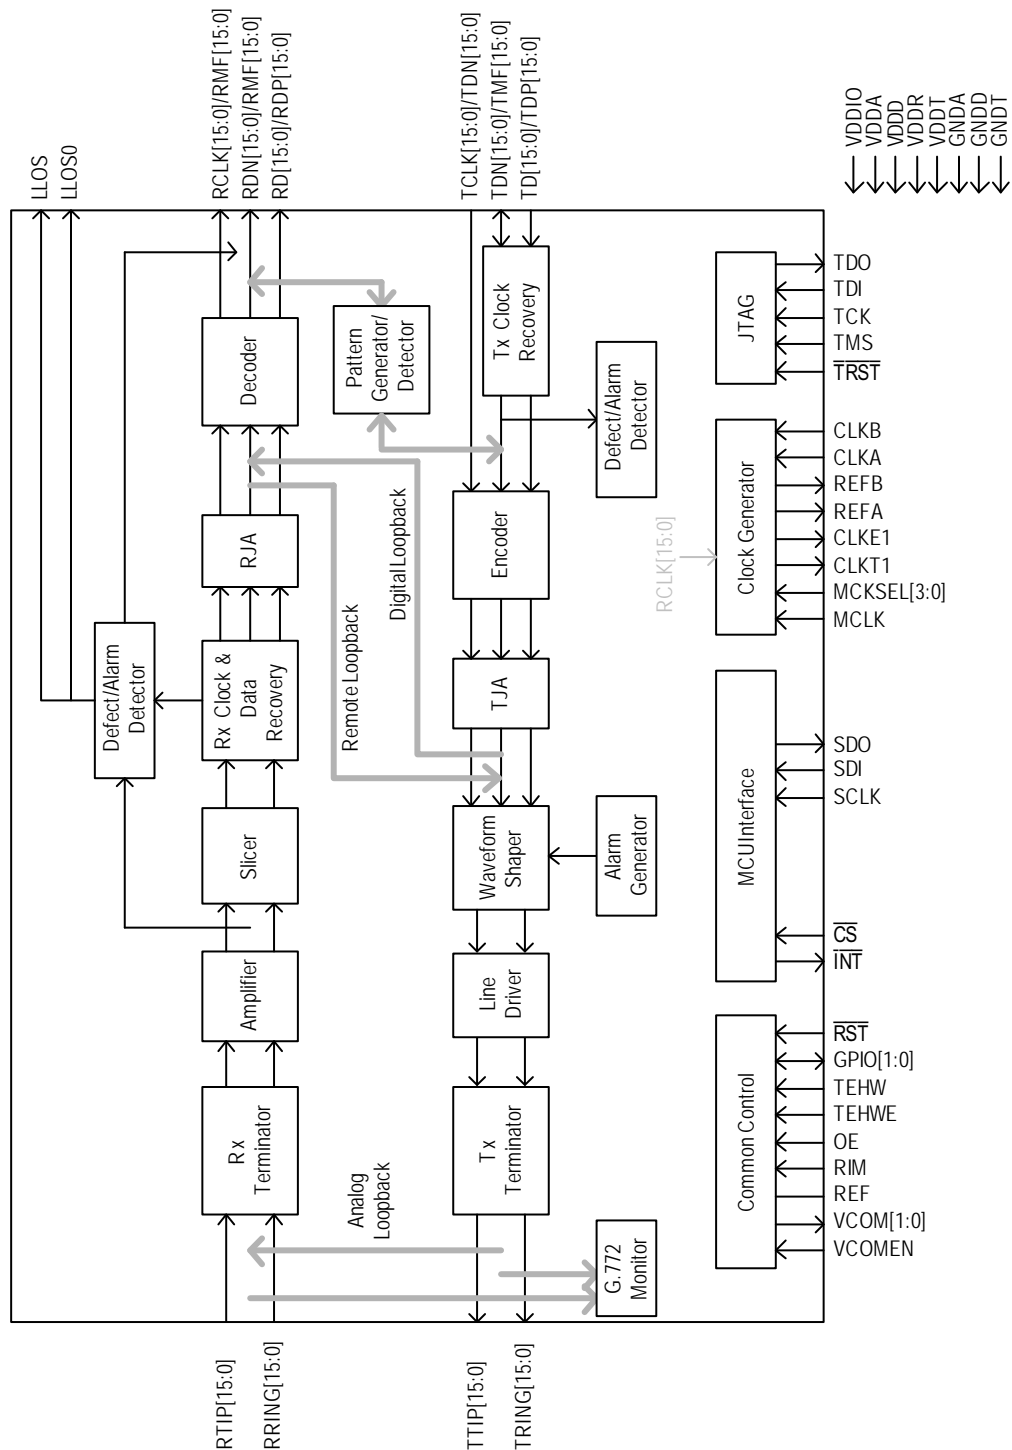 LLOS
LLOS0
RCLK[15:0]/RMF[15:0]
RDN[15:0]/RMF[15:0]
RD[15:0]/RDP[15:0]
TCLK[15:0]/TDN[15:0]
TDN[15:0]/TMF[15:0]
TD[15:0]/TDP[15:0]
VDDIO
VDDA
VDDD
VDDR
VDDT
GNDA
GNDD
GNDT
Decoder
Pattern
Generator/
Detector
Tx Clock
Recovery
Defect/Alarm
Detector
JTAG
TDO
TDI
TCK
TMS
TRST
RJA
Digital Loopback
Encoder
RCLK[15:0]
Clock Generator
CLKB
CLKA
REFB
REFA
CLKE1
CLKT1
MCKSEL[3:0]
MCLK
Defect/Alarm
Detector
Rx Clock &
Data
Recovery
Remote Loopback
TJA
Slicer
Waveform
Shaper
Alarm
Generator
MCU Interface
SDO
SDI
SCLK
CS
INT
Amplifier
Line
Driver
Rx
Terminator
Analog
Loopback
Tx
Terminator
G.772
Monitor
Common Control
RST
GPIO[1:0]
TEHW
TEHWE
OE
RIM
REF
VCOM[1:0]
VCOMEN
RTIP[15:0]
RRING[15:0]
TTIP[15:0]
TRING[15:0]